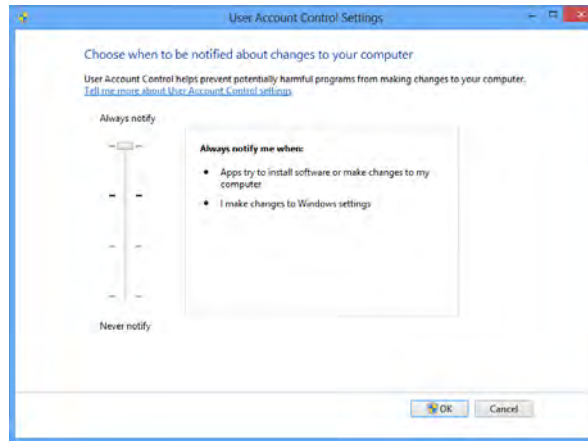 User Account Control Settings
Choose when to be notified about changes to your computer
User Account Control helps prevent potentially harmful programs from making changes to your computer.
Tell me more about User Account Control settings
Always notify
Always notify me when:
• Apps try to install software or make changes to my
computer
• I make changes to Windows settings
Never notify
OK
Cancel